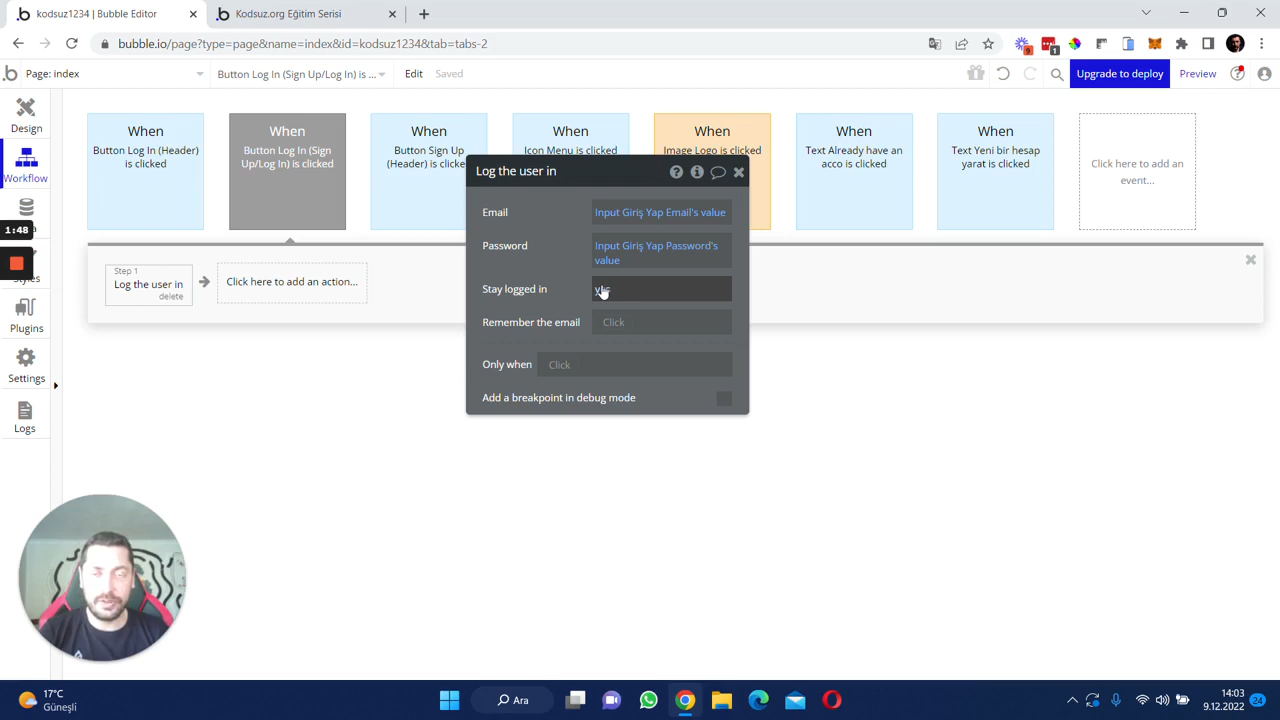 kodsuz1234 | Bubble Editor
Kodsuz.org Eğitim Serisi
bubble.io/page?type=page&name=index&id=kodsuz1234&tab=tabs-2
9
1
Page: index
Button Log In (Sign Up/Log In) is ...
Edit
Saved
Upgrade to deploy
Preview
Design
Workflow
1:48
Plugins
Settings
Logs
When
Button Log In (Header) is clicked
When
Button Log In (Sign Up/Log In) is clicked
When
Button Sign Up (Header) is clicke
When
Icon Menu is clicked
When
Image Logo is clicked
When
Text Already have an acco is clicked
When
Text Yeni bir hesap yarat is clicked
Click here to add an event...
Step 1
Log the user in
delete
Click here to add an action...
Log the user in
Email
Input Giriş Yap Email's value
Password
Input Giriş Yap Password's value
Stay logged in
Remember the email
Click
Only when
Click
Add a breakpoint in debug mode
17°C
Güneşli
Ara
14:03
9.12.2022
24